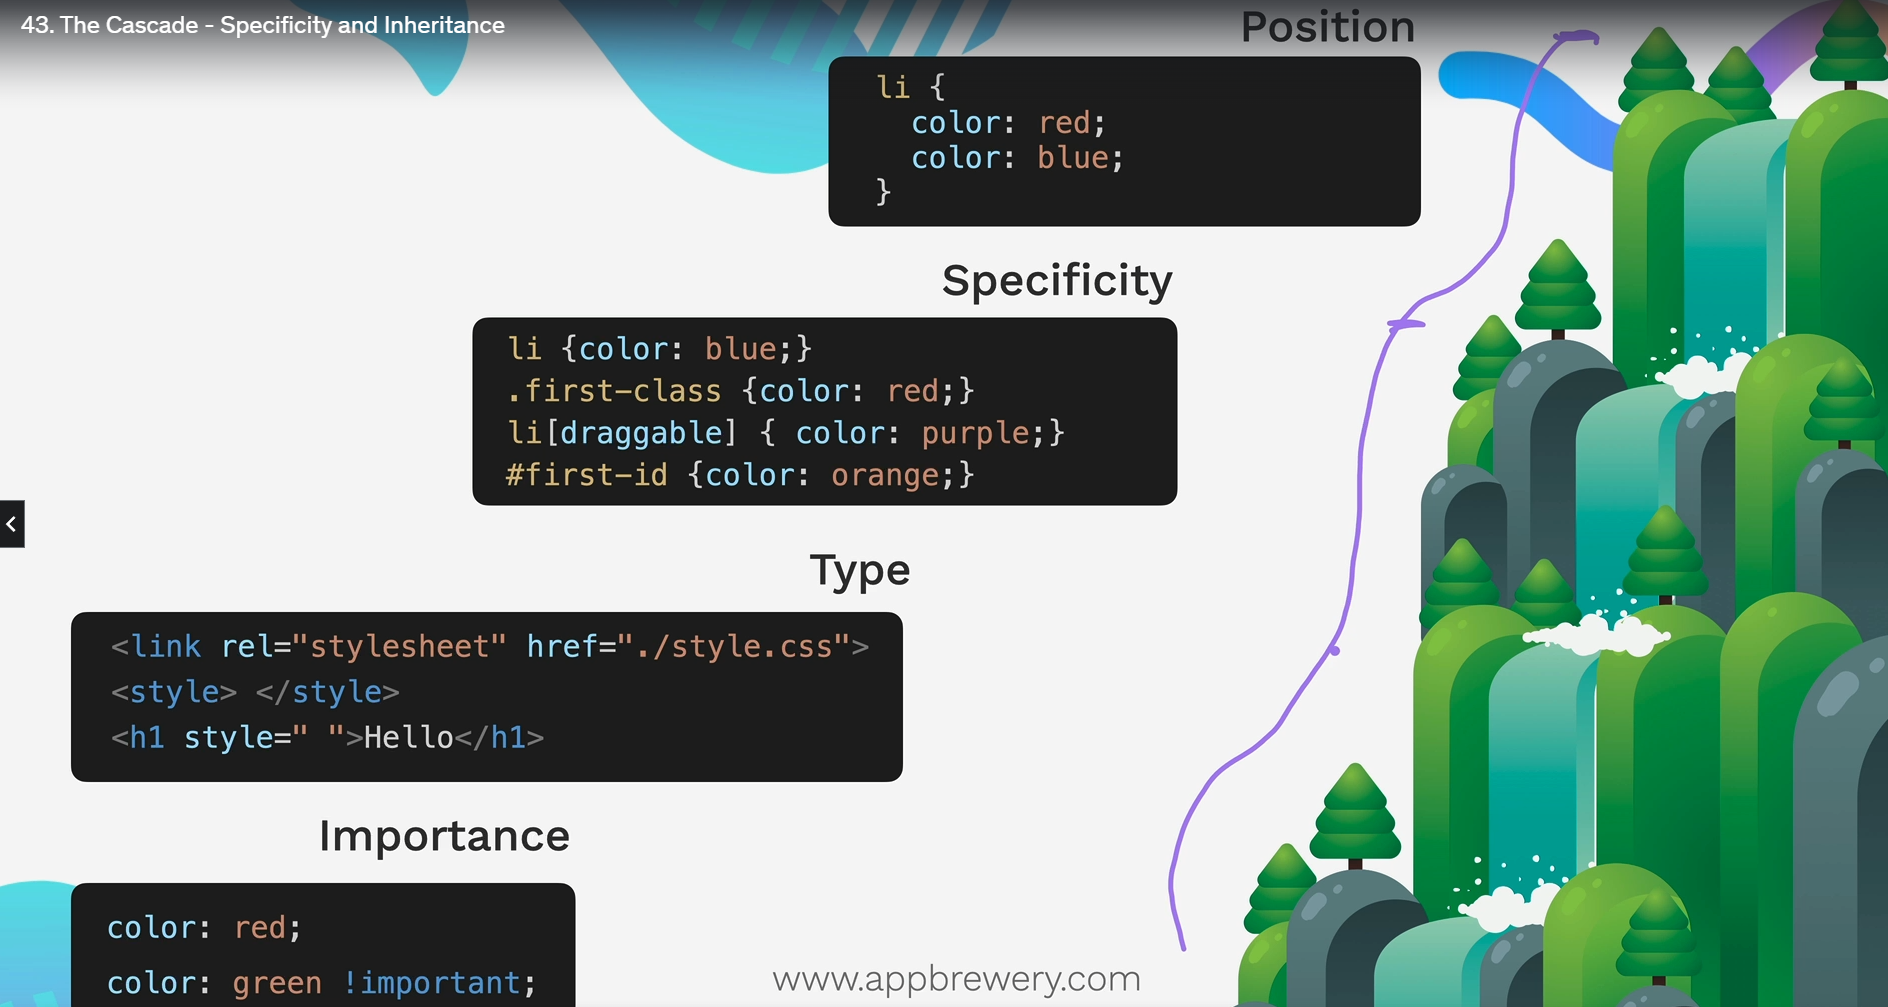 43. The Cascade - Specificity and Inheritance
Position
li {
color: red;
color: blue;
}
Specificity
li {color: blue;}
.first-class {color: red;}
li[draggable] { color: purple;}
#first-id {color: orange;}
Type
<link rel="stylesheet" href="./style.css">
<style> </style>
<h1 style=" ">Hello</h1>
Importance
color: red;
color: green !important;
www.appbrewery.com